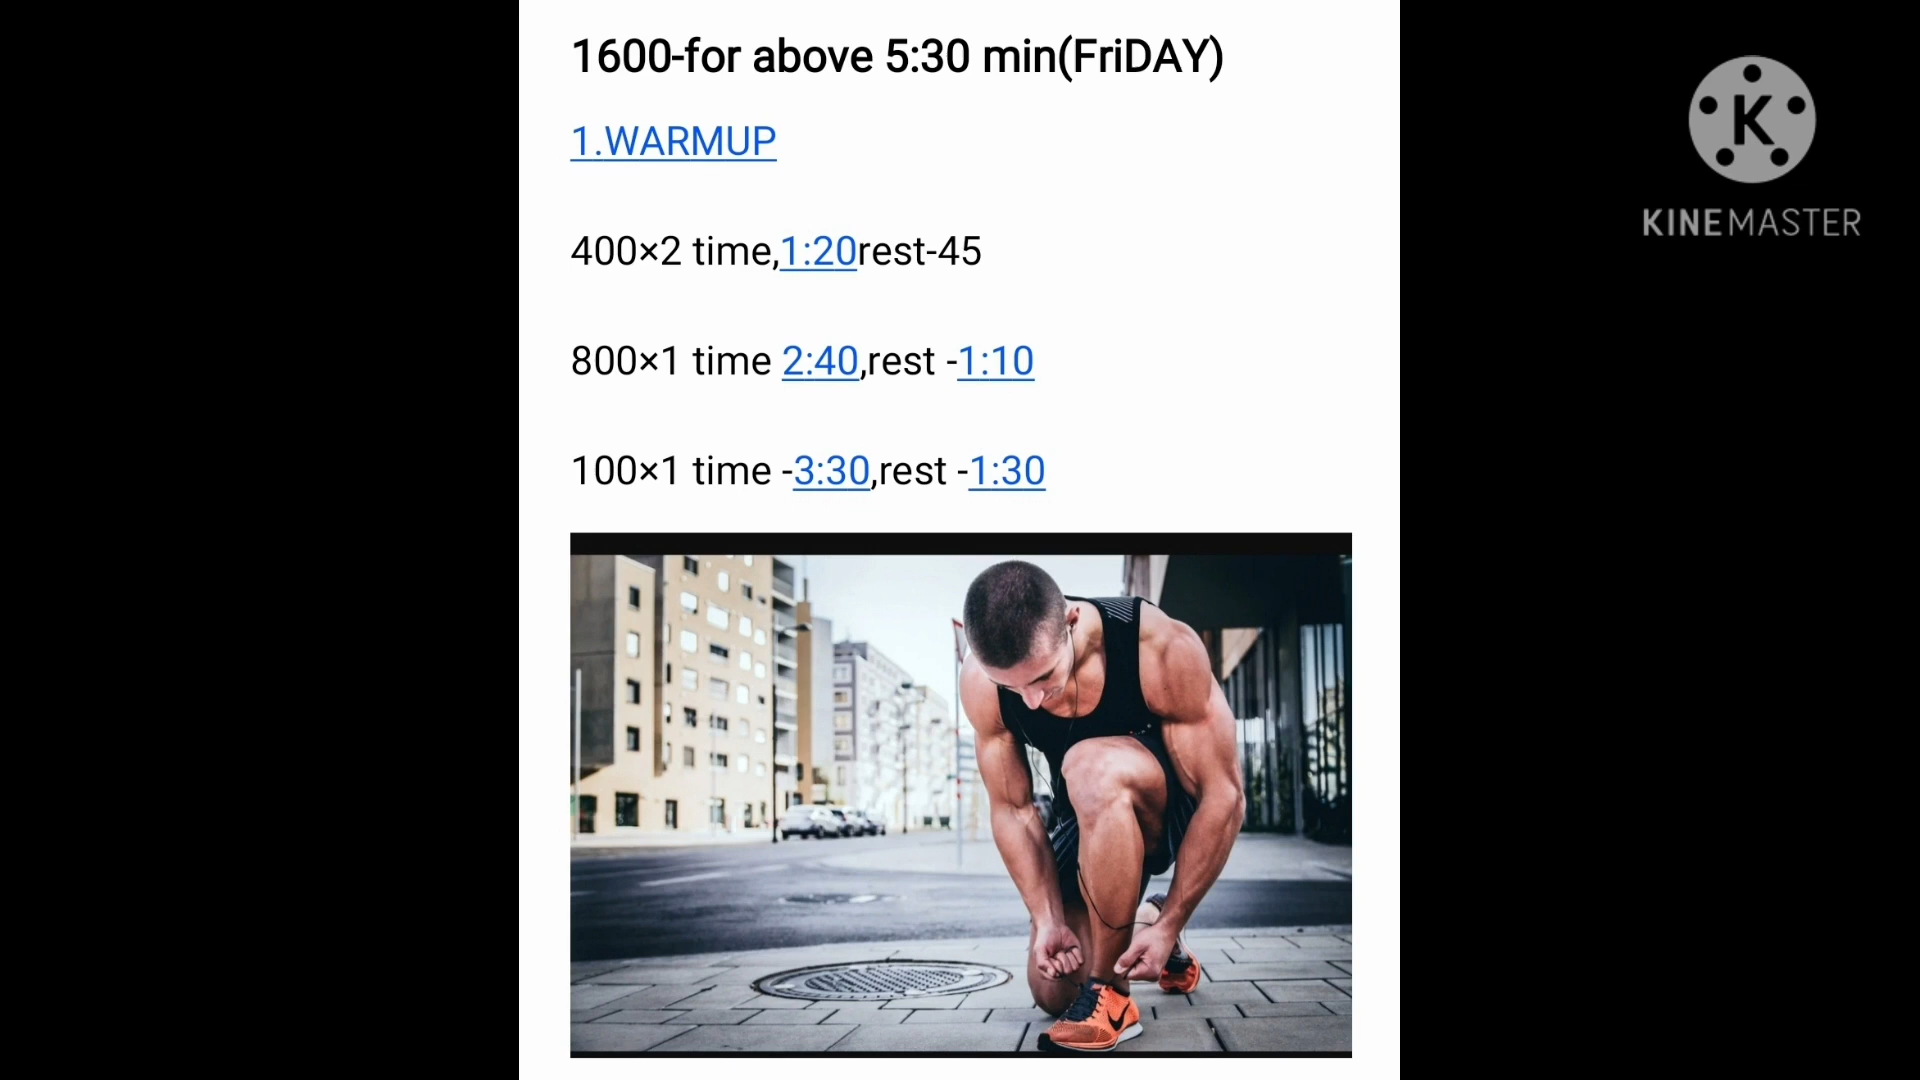 1600-for above 5:30 min(FriDAY)
1.WARMUP
400×2 time,1:20rest-45
800×1 time 2:40,rest -1:10
100×1 time -3:30,rest -1:30
K
KINEMASTER